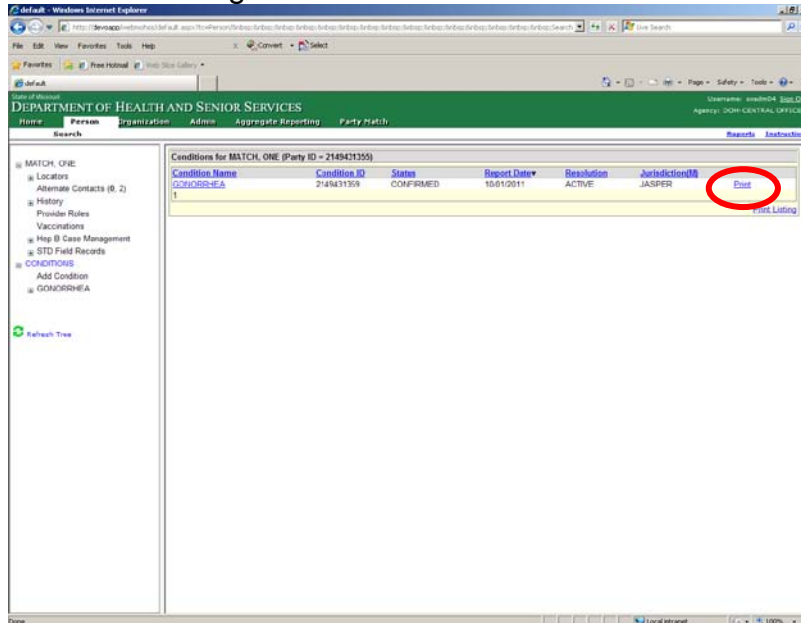 default - Windows Internet Explorer
File Edit View Favorites Tools Help x Convert Select
Favorites Free Hotmail Web Slice Gallery
default Page Safety Tools
State of Missouri
DEPARTMENT OF HEALTH AND SENIOR SERVICES
Agency: DOH-CENTRAL OFFICE
Home Person Organization Admin Aggregate Reporting Party Match
Search Reports
MATCH, ONE
Locators
Alternate Contacts (0, 2)
History
Provider Roles
Vaccinations
Hep B Case Management
STD Field Records
CONDITIONS
Add Condition
GONORRHEA
Refresh Tree
Conditions for MATCH, ONE (Party ID = 2149431355)
Condition Name Condition ID Status Report Date Resolution Jurisdiction(M)
GONORRHEA 2149431359 CONFIRMED 10/01/2011 ACTIVE JASPER Print
1
Print Listing
Done Local intranet 100%